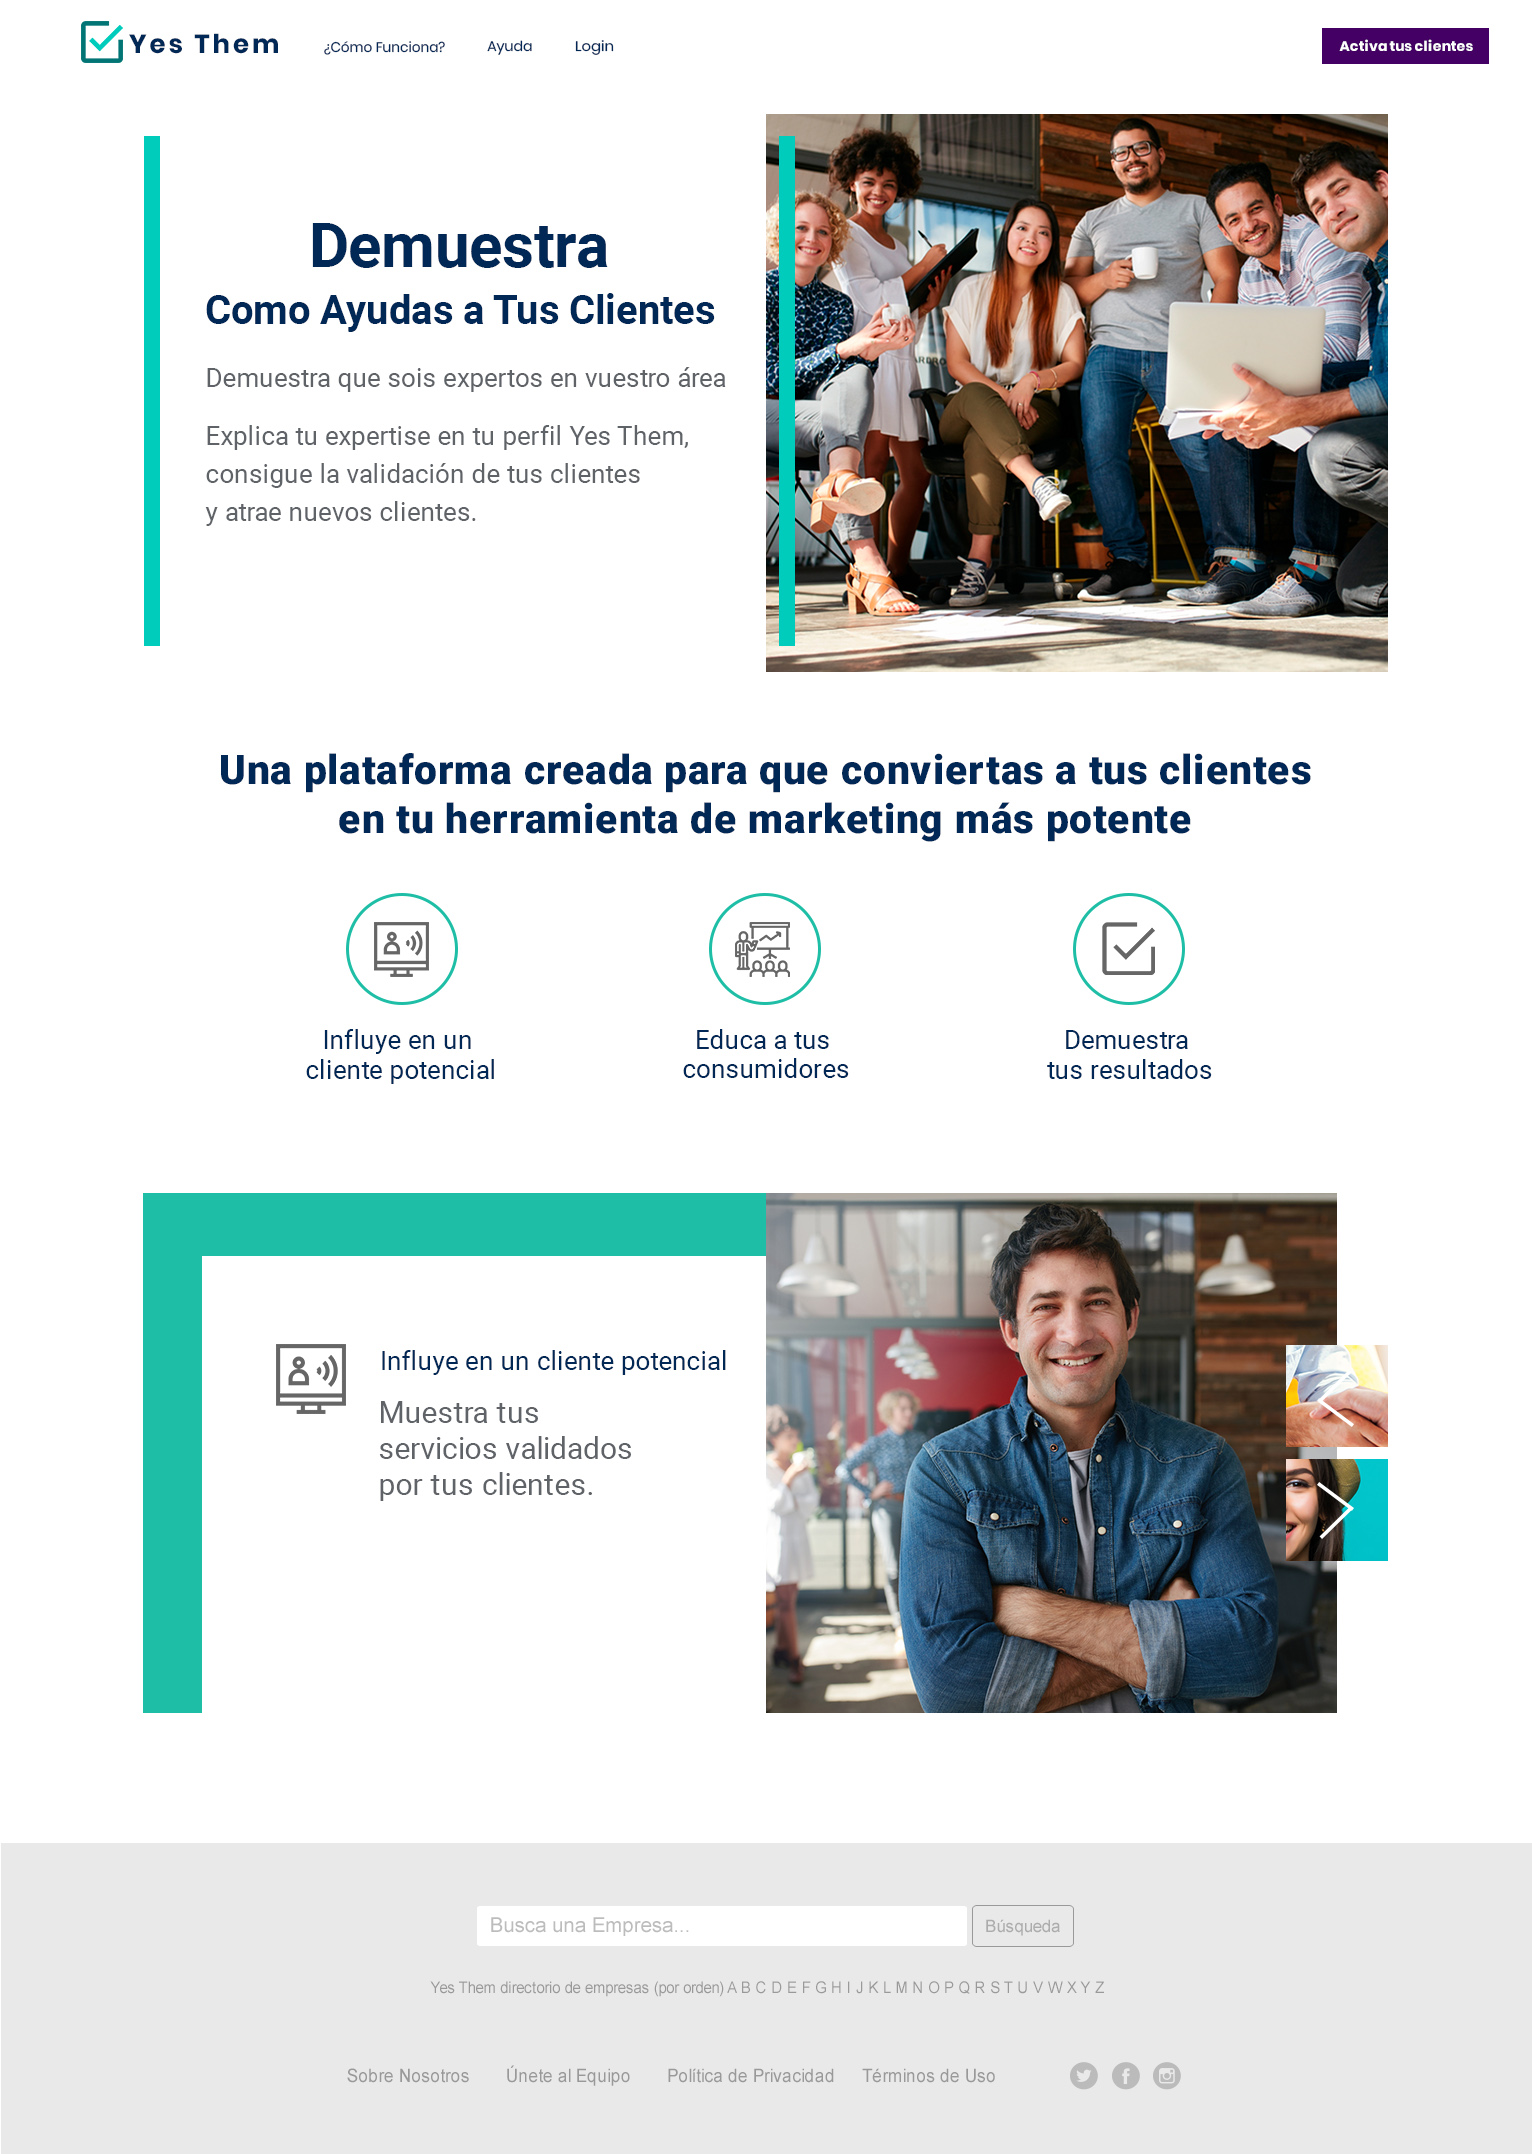 Yes Them
¿Cómo Funciona?
Ayuda
Login
Activa tus clientes
Demuestra
Como Ayudas a Tus Clientes
Demuestra que sois expertos en vuestro área
Explica tu expertise en tu perfil Yes Them,
consigue la validación de tus clientes
y atrae nuevos clientes.
Una plataforma creada para que conviertas a tus clientes
en tu herramienta de marketing más potente
Influye en un
cliente potencial
Educa a tus
consumidores
Demuestra
tus resultados
Influye en un cliente potencial
Muestra tus
servicios validados
por tus clientes.
Busca una Empresa...
Búsqueda
Yes Them directorio de empresas (por orden) A B C D E F G H I J K L M N O P Q R S T U V W X Y Z
Sobre Nosotros
Únete al Equipo
Política de Privacidad
Términos de Uso